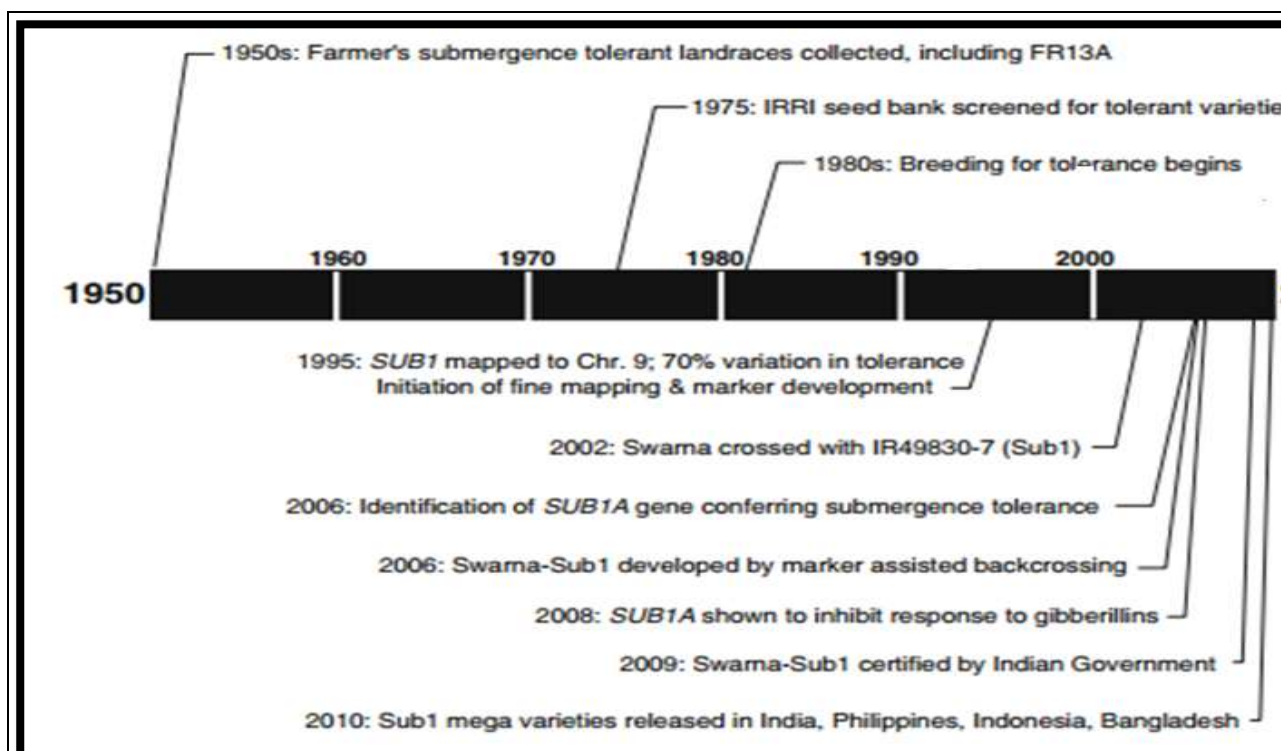 1950s: Farmer's submergence tolerant landraces collected, including FR13A
1975: IRRI seed bank screened for tolerant varietie
1980s: Breeding for tolerance begins
1950
1960
1970
1980
1990
2000
1995: SUB1 mapped to Chr. 9; 70% variation in tolerance
Initiation of fine mapping & marker development
2002: Swarna crossed with IR49830-7 (Sub1)
2006: Identification of SUB1A gene conferring submergence tolerance
2006: Swarna-Sub1 developed by marker assisted backcrossing
2008: SUB1A shown to inhibit response to gibberillins
2009: Swarna-Sub1 certified by Indian Government
2010: Sub1 mega varieties released in India, Philippines, Indonesia, Bangladesh